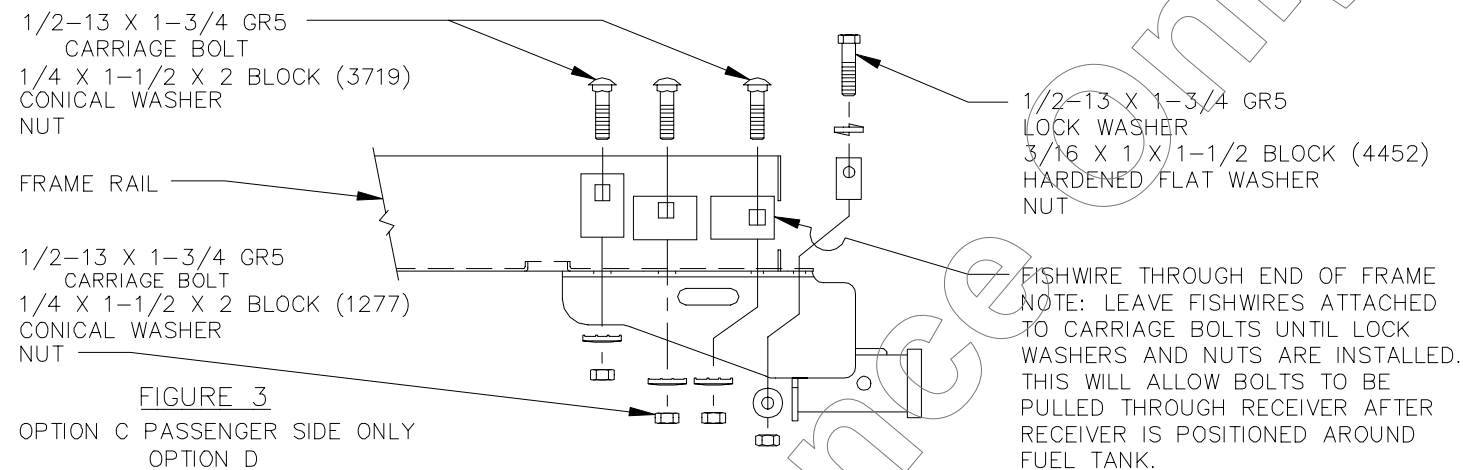 1/2-13 X 1-3/4 GR5
CARRIAGE BOLT
1/4 X 1-1/2 X 2 BLOCK (3719)
CONICAL WASHER
NUT
FRAME RAIL
1/2-13 X 1-3/4 GR5
CARRIAGE BOLT
1/4 X 1-1/2 X 2 BLOCK (1277)
CONICAL WASHER
NUT
FIGURE 3
OPTION C PASSENGER SIDE ONLY
OPTION D
1/2-13 X 1-3/4 GR5
LOCK WASHER
3/16 X 1 X 1-1/2 BLOCK (4452)
HARDENED FLAT WASHER
NUT
FISHWIRE THROUGH END OF FRAME
NOTE: LEAVE FISHWIRES ATTACHED
TO CARRIAGE BOLTS UNTIL LOCK
WASHERS AND NUTS ARE INSTALLED.
THIS WILL ALLOW BOLTS TO BE
PULLED THROUGH RECEIVER AFTER
RECEIVER IS POSITIONED AROUND
FUEL TANK.